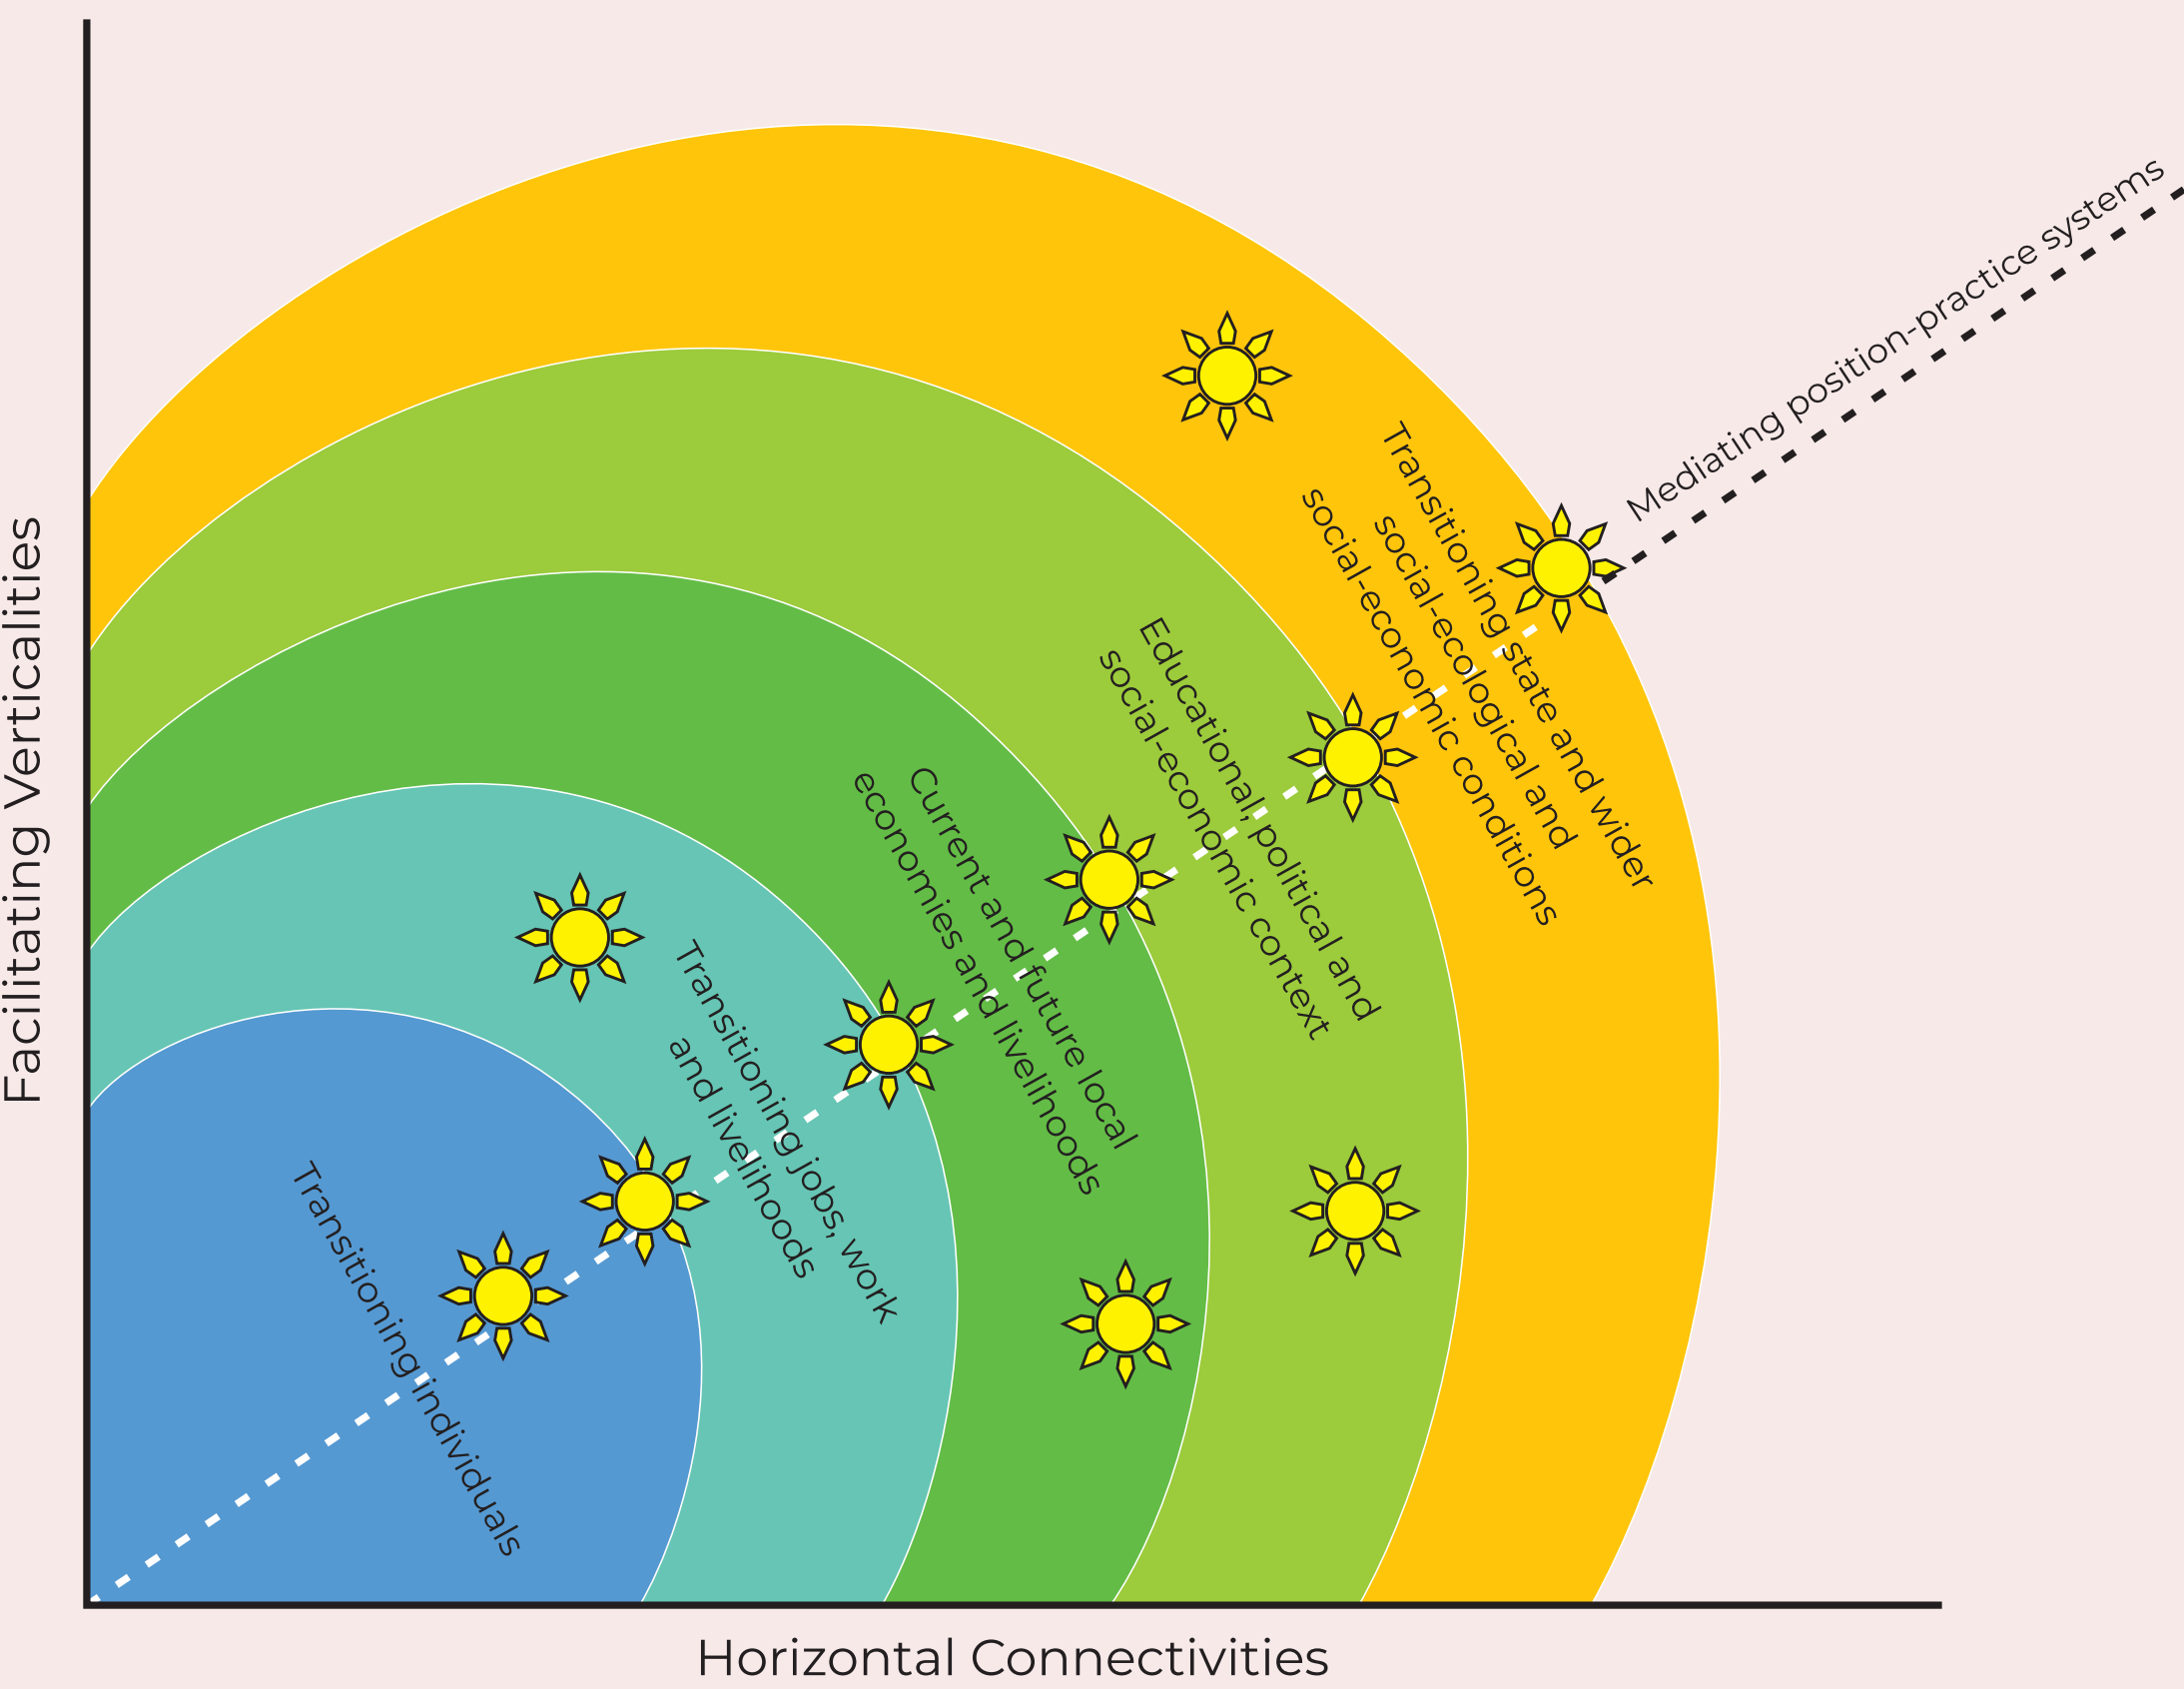 Facilitating Verticalities
Mediating position-practice systems
Transitioning state and wider
social-ecological and
social-economic conditions
Educational, political and
social-economic context
Current and future local
economies and livelihoods
Transitioning jobs, work
and livelihoods
Transitioning individuals
Horizontal Connectivities